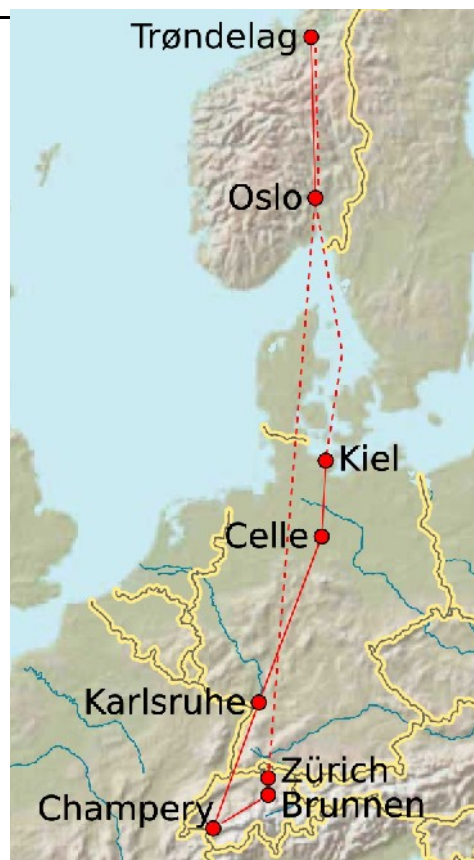 Trøndelag
Oslo
Kiel
Celle
Karlsruhe
Zürich
Brunnen
Champery